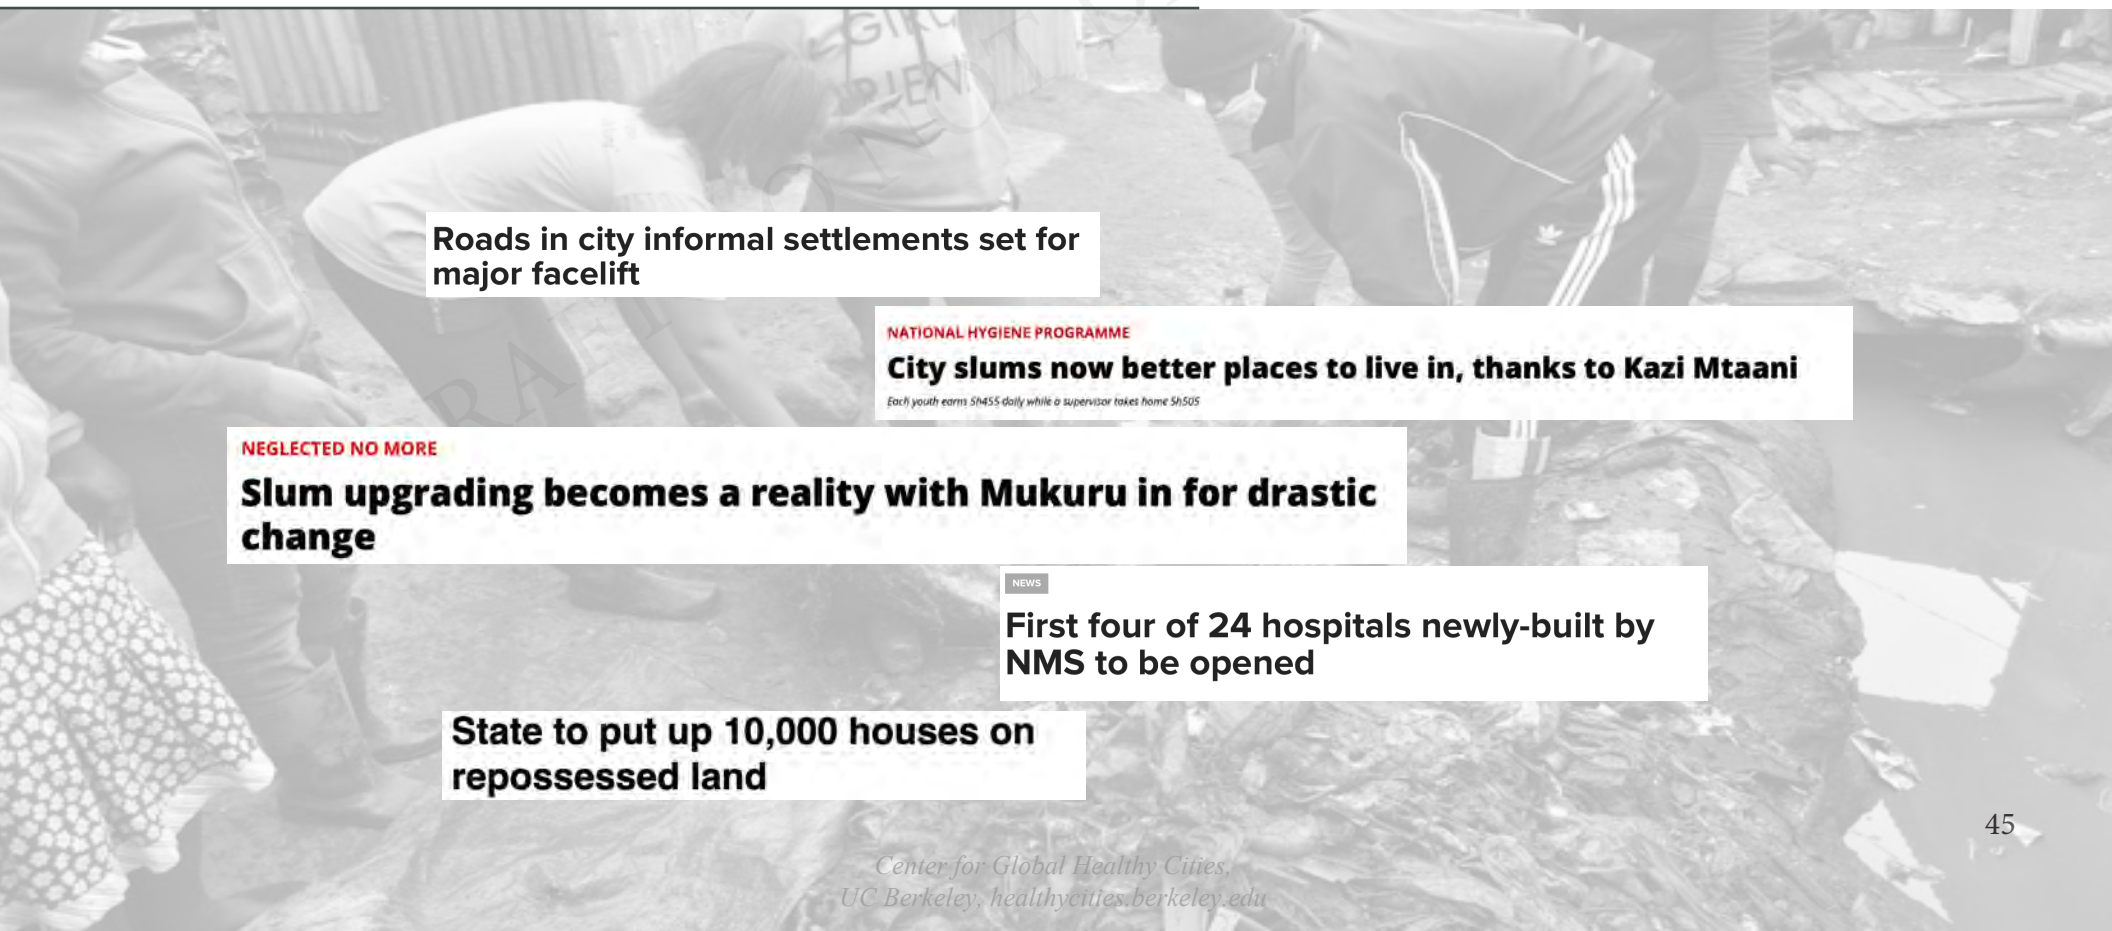 GIRL
Roads in city informal settlements set for
major facelift
NATIONAL HYGIENE PROGRAMME
City slums now better places to live in, thanks to Kazi Mtaani
Each youth earns Sh455 daily while a supervisor takes home Sh505
NEGLECTED NO MORE
Slum upgrading becomes a reality with Mukuru in for drastic
change
NEWS
First four of 24 hospitals newly-built by
NMS to be opened
State to put up 10,000 houses on
repossessed land
45
Center for Global Healthy Cities,
UC Berkeley, healthycities.berkeley.edu